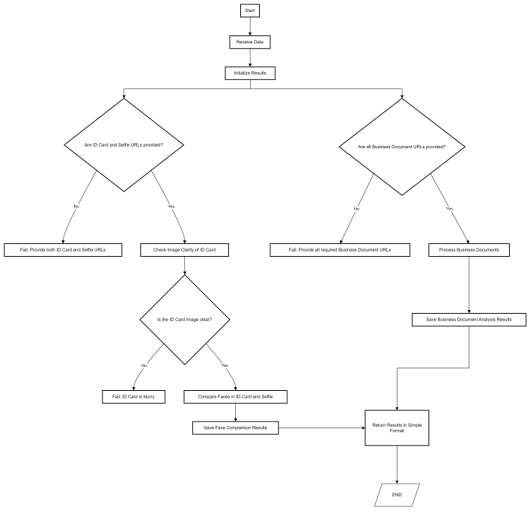 Start
Receive Data
Initialize Results
Are ID Card and Selfie URLs provided?
Are all Business Document URLs provided?
No
Yes
No
Yes
Fail: Provide both ID Card and Selfie URLs
Check Image Clarity of ID Card
Fail: Provide all required Business Document URLs
Process Business Documents
Is the ID Card image clear?
Save Business Document Analysis Results
No
Yes
Fail: ID Card is blurry
Compare Faces in ID Card and Selfie
Save Face Comparison Results
Return Results in Simple
Format
END